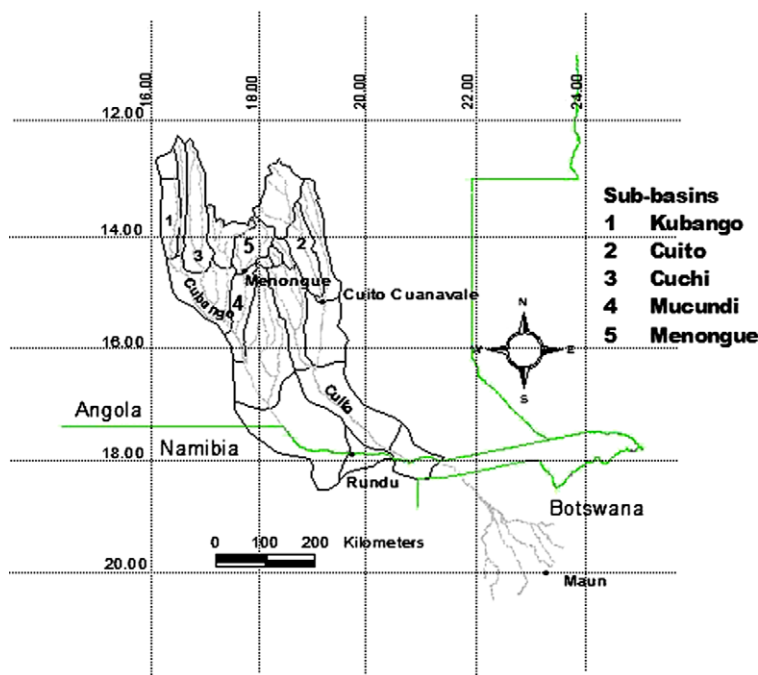 16.00
18.00
20.00
22.00
24.00
12.00
14.00
16.00
18.00
20.00
1
3
5
2
4
Menongue
Cubango
Cuito Cuanavale
Cuito
Angola
Namibia
Rundu
Botswana
Maun
0 100 200 Kilometers
Sub-basins
1 Kubango
2 Cuito
3 Cuchi
4 Mucundi
5 Menongue
N
W
E
S